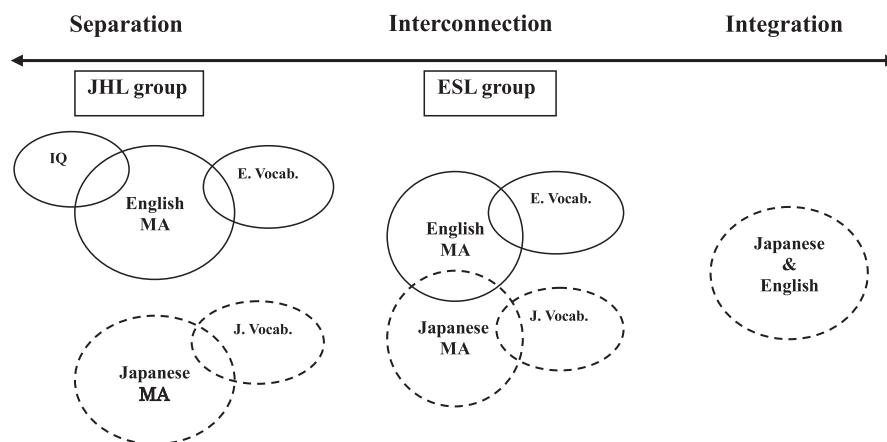 Separation
Interconnection
Integration
JHL group
ESL group
IQ
E. Vocab.
English
MA
J. Vocab.
Japanese
MA
E. Vocab.
English
MA
J. Vocab.
Japanese
MA
Japanese
&
English